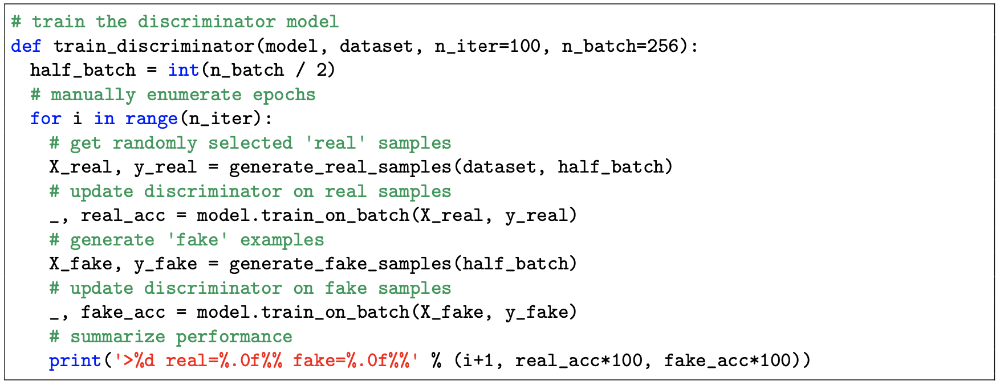 # train the discriminator model
def train_discriminator(model, dataset, n_iter=100, n_batch=256):
  half_batch = int(n_batch / 2)
  # manually enumerate epochs
  for i in range(n_iter):
    # get randomly selected 'real' samples
    X_real, y_real = generate_real_samples(dataset, half_batch)
    # update discriminator on real samples
    _, real_acc = model.train_on_batch(X_real, y_real)
    # generate 'fake' examples
    X_fake, y_fake = generate_fake_samples(half_batch)
    # update discriminator on fake samples
    _, fake_acc = model.train_on_batch(X_fake, y_fake)
    # summarize performance
    print('>%d real=%.0f%% fake=%.0f%%' % (i+1, real_acc*100, fake_acc*100))